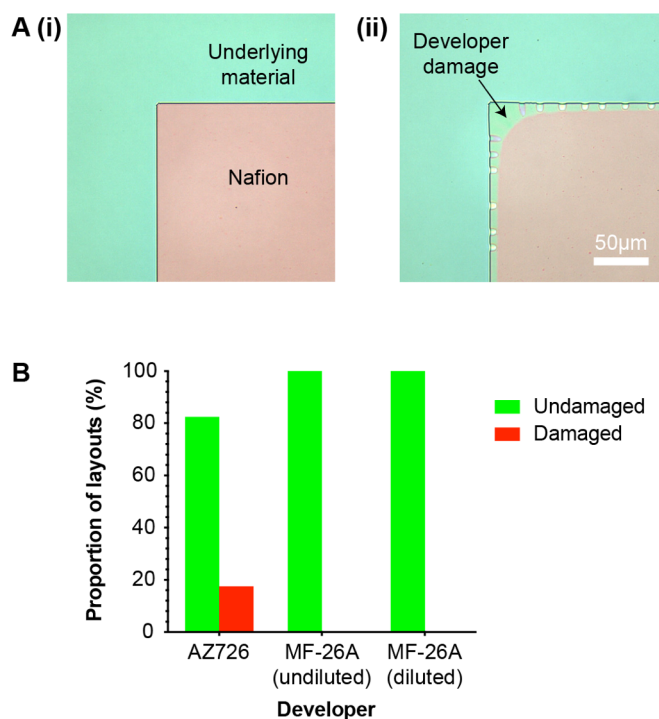 A (i)
Underlying
material
Nafion
(ii)
Developer
damage
50µm
B
Proportion of layouts (%)
100
80
60
40
20
0
AZ726
MF-26A
(undiluted)
MF-26A
(diluted)
Developer
Undamaged
Damaged